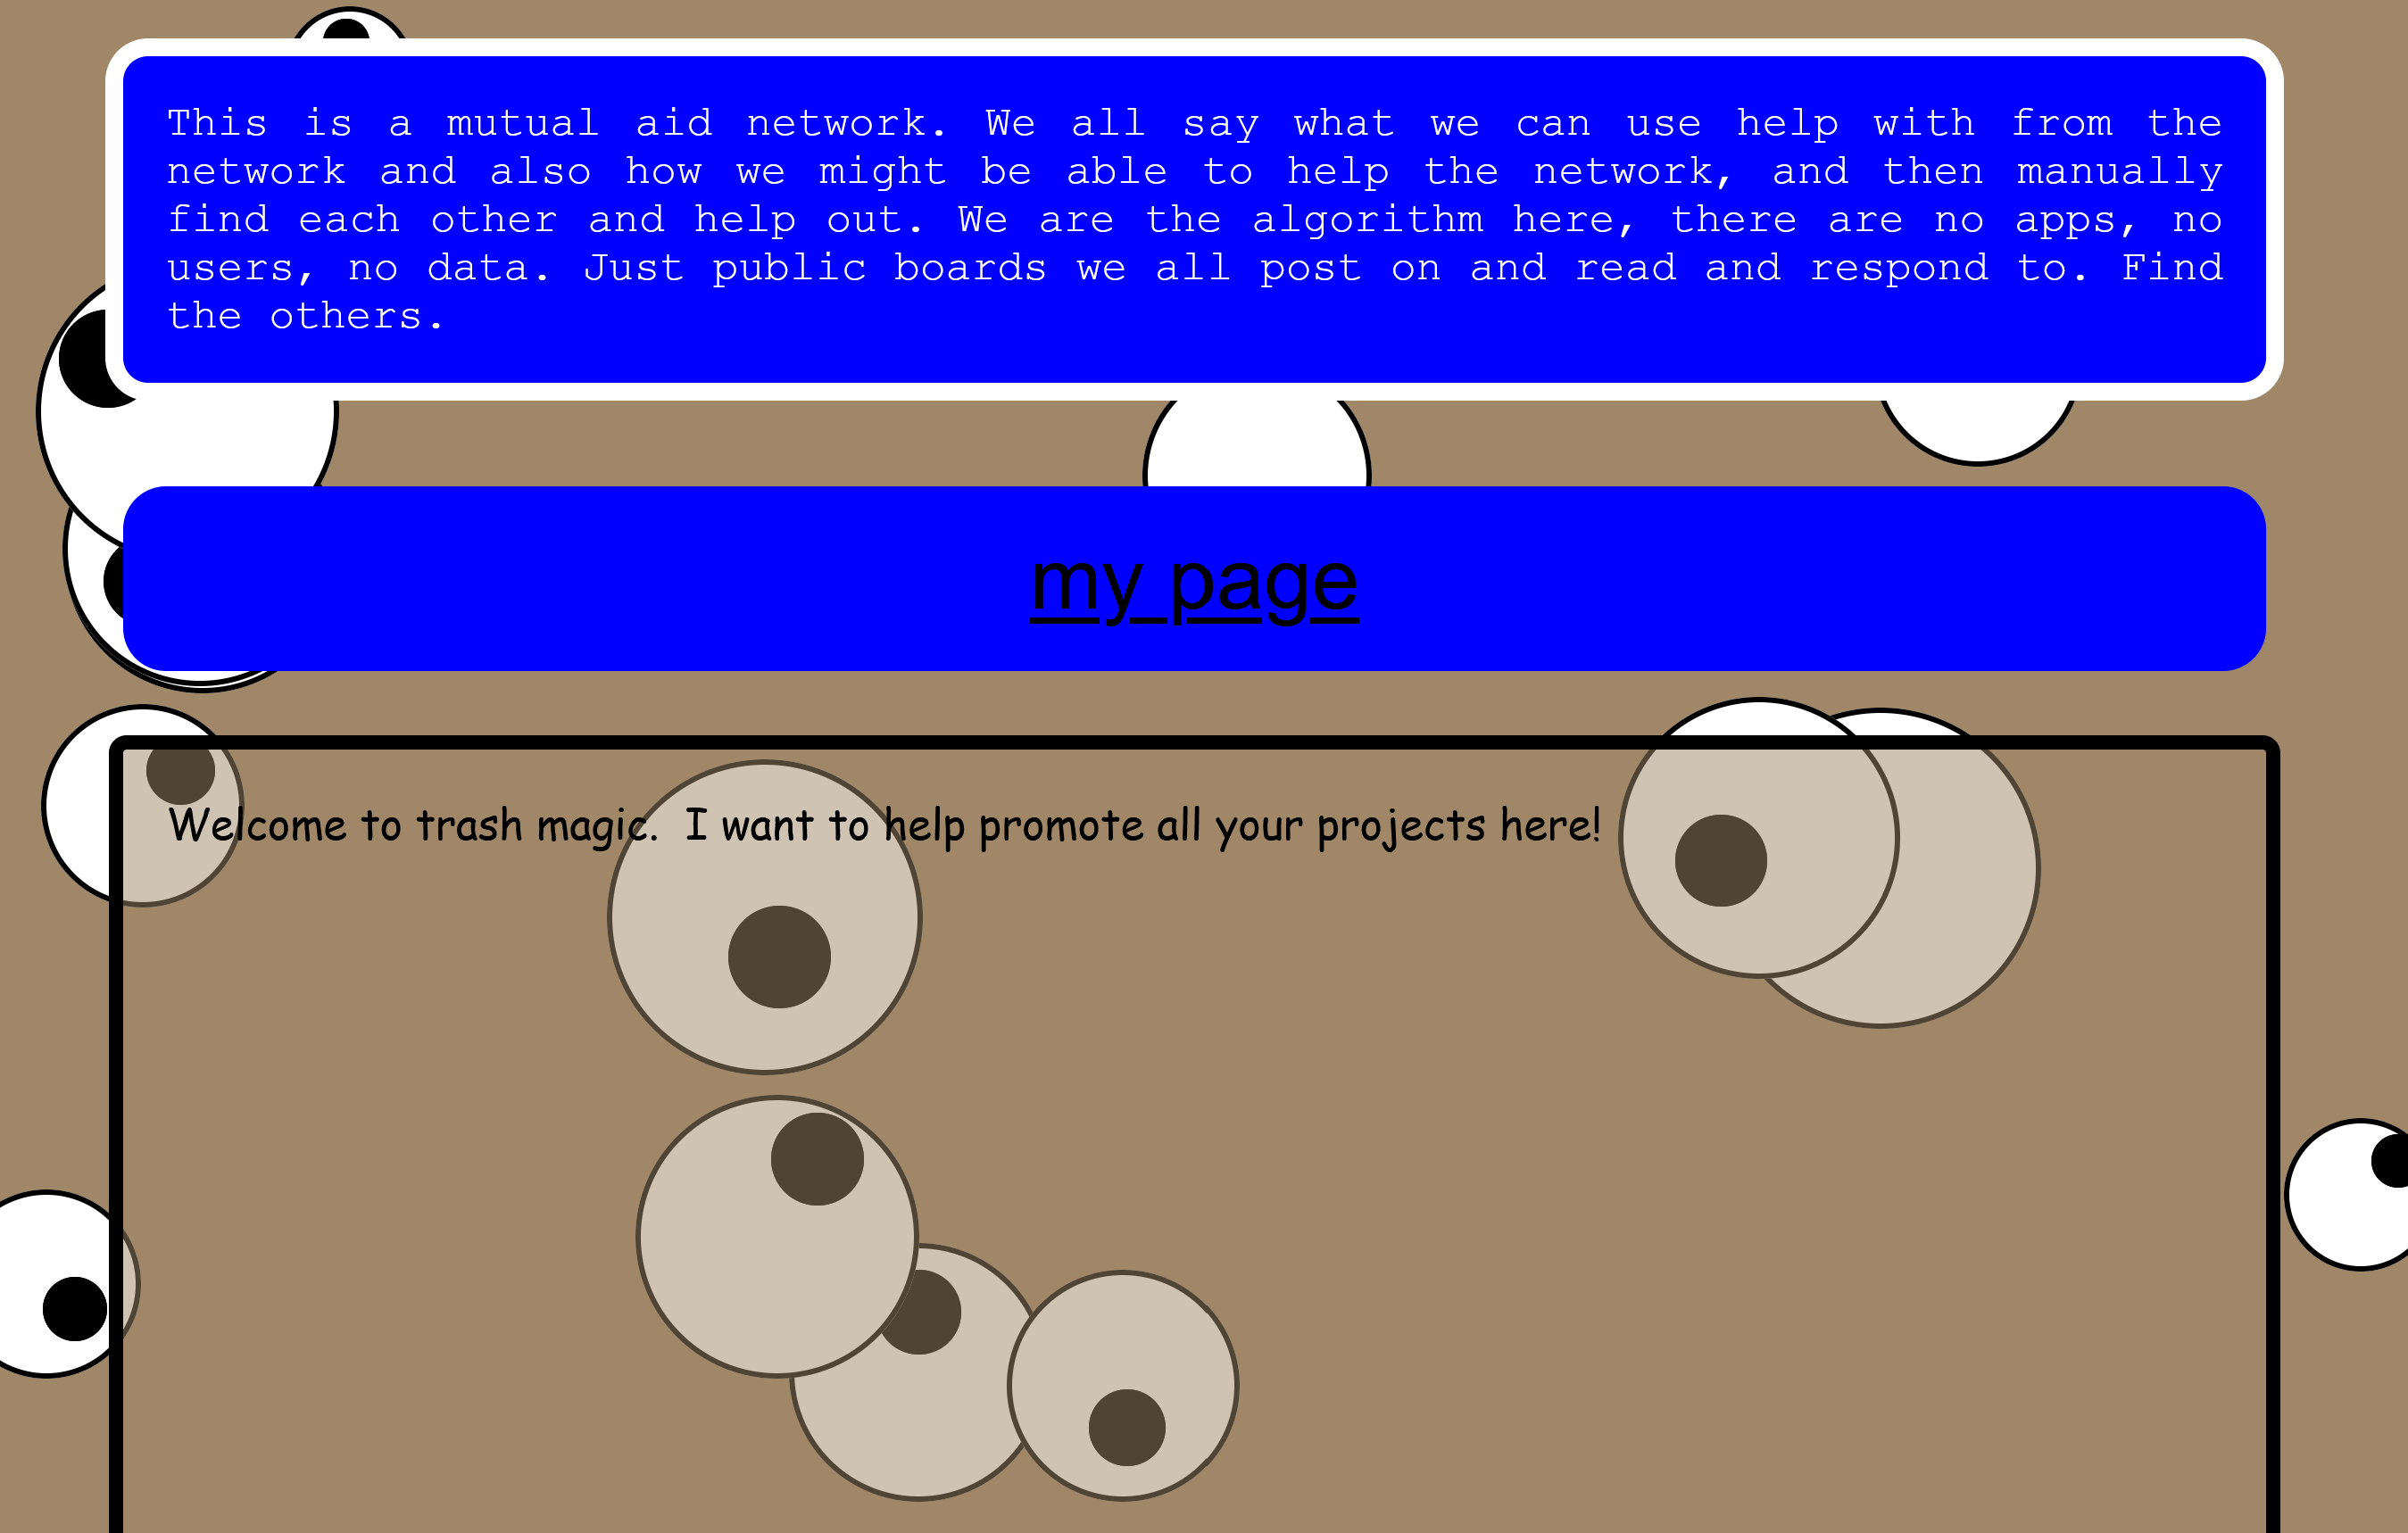 This is a mutual aid network. We all say what we can use help with from the
network and also how we might be able to help the network, and then manually
find each other and help out. We are the algorithm here, there are no apps, no
users, no data. Just public boards we all post on and read and respond to. Find
the others.
my page
Welcome to trash magic.  I want to help promote all your projects here!